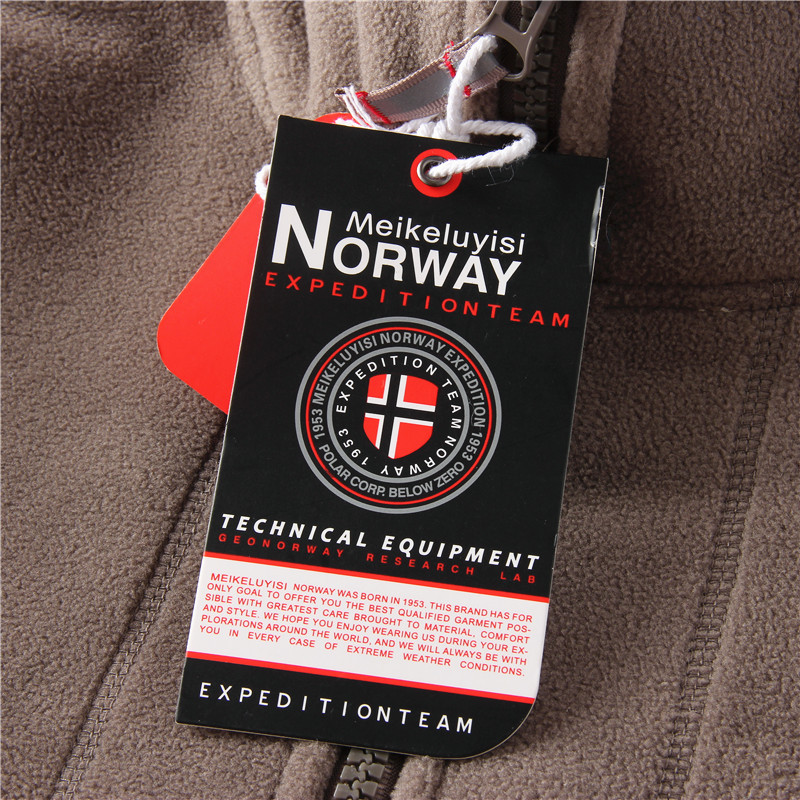 Meikeluyisi
NORWAY
EXPEDITIONTEAM
1953 MEIKELUYISI NORWAY EXPEDITION 1953
POLAR CORP. BELOW ZERO
EXPEDITION TEAM NORWAY 1953
TECHNICAL EQUIPMENT
GEONORWAY RESEARCH LAB
MEIKELUYISI NORWAY WAS BORN IN 1953. THIS BRAND HAS FOR
ONLY GOAL TO OFFER YOU THE BEST QUALIFIED GARMENT POS-
SIBLE WITH GREATEST CARE BROUGHT TO MATERIAL, COMFORT
AND STYLE. WE HOPE YOU ENJOY WEARING US DURING YOUR EX-
PLORATIONS AROUND THE WORLD, AND WE WILL ALWAYS BE WITH
YOU IN EVERY CASE OF EXTREME WEATHER CONDITIONS.
EXPEDITIONTEAM